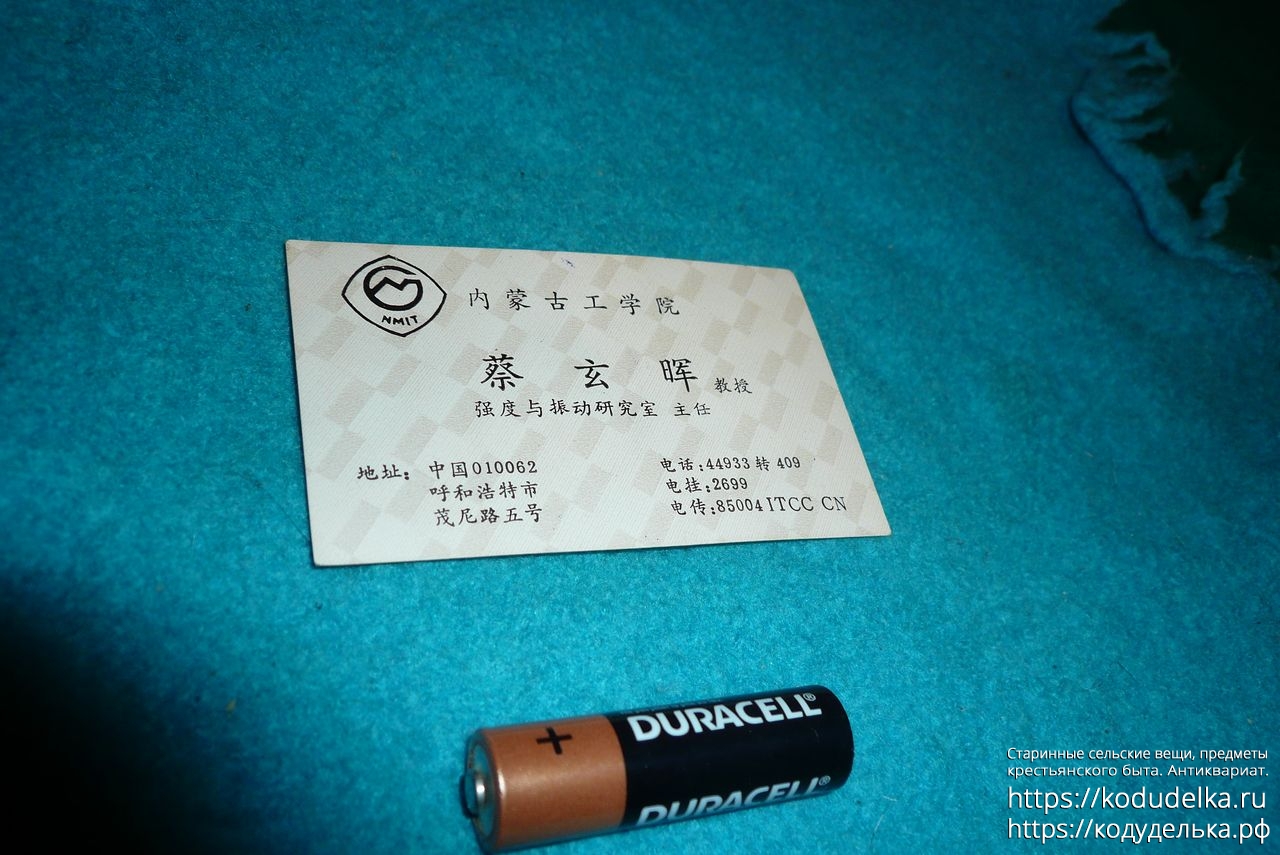 NMIT
内蒙古工学院
蔡玄晖 教授
强度与振动研究室 主任
地址: 中国010062
呼和浩特市
茂尼路五号
电话:44933 转 409
电挂:2699
电传:85004 ITCC CN
+
DURACELL®
DURACELL®
Старинные сельские вещи, предметы
крестьянского быта. Антиквариат.
https://kodudelka.ru
https://кодуделька.рф